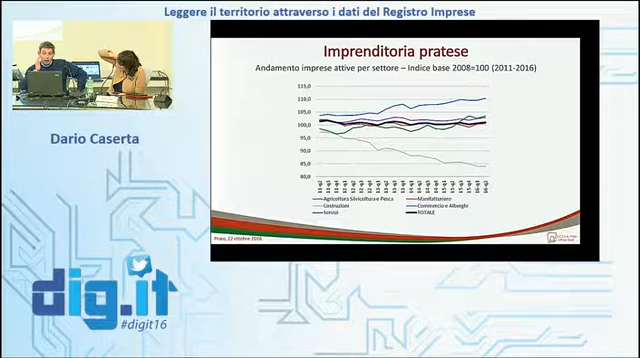 Leggere il territorio attraverso i dati del Registro Imprese
Dario Caserta
dig.it
#digit16
Imprenditoria pratese
Andamento imprese attive per settore – Indice base 2008=100 (2011-2016)
115,0
110,0
105,0
100,0
95,0
90,0
85,0
80,0
Agricoltura Silvicoltura e Pesca
Manifatturiero
Costruzioni
Commercio e Alberghi
Servizi
TOTALE
Prato, 22 ottobre 2016